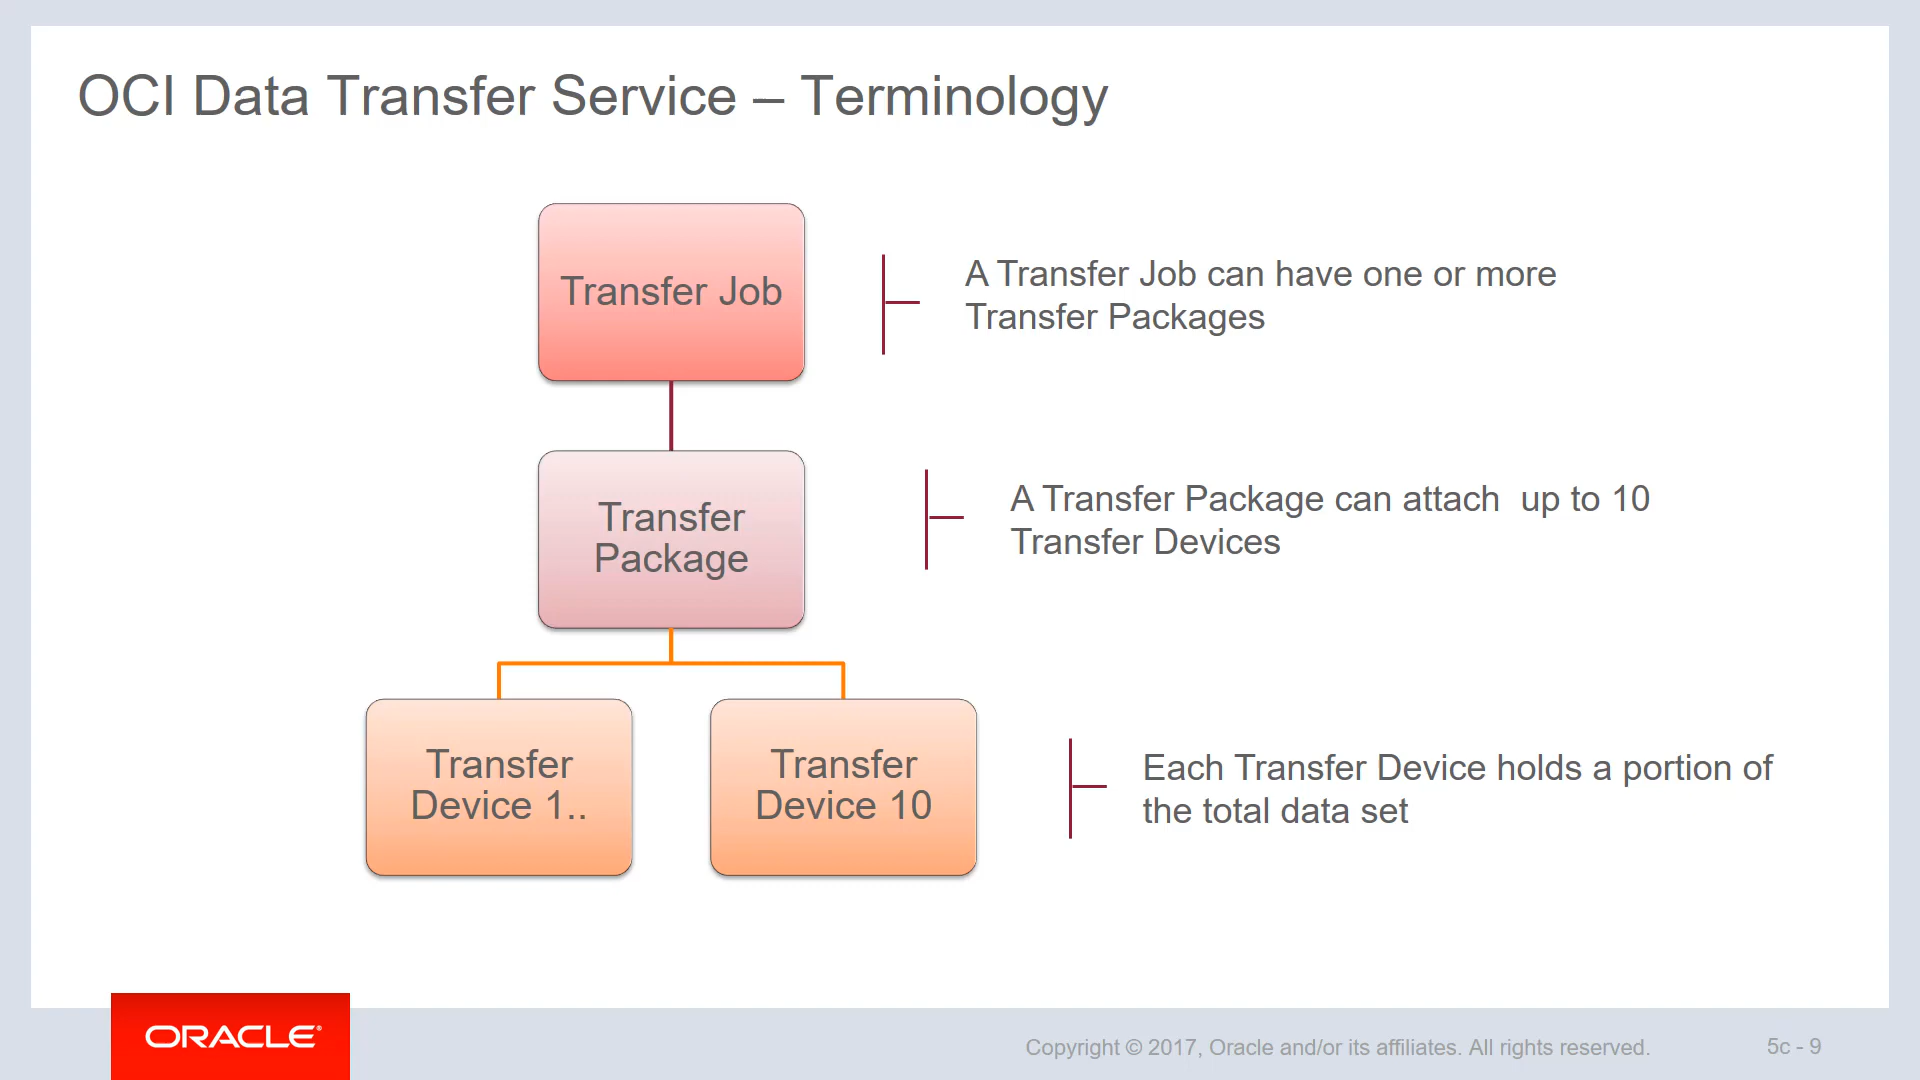 OCI Data Transfer Service – Terminology
Transfer Job
A Transfer Job can have one or more
Transfer Packages
Transfer
Package
A Transfer Package can attach  up to 10
Transfer Devices
Transfer
Device 1..
Transfer
Device 10
Each Transfer Device holds a portion of
the total data set
ORACLE®
Copyright © 2017, Oracle and/or its affiliates. All rights reserved.
5c - 9